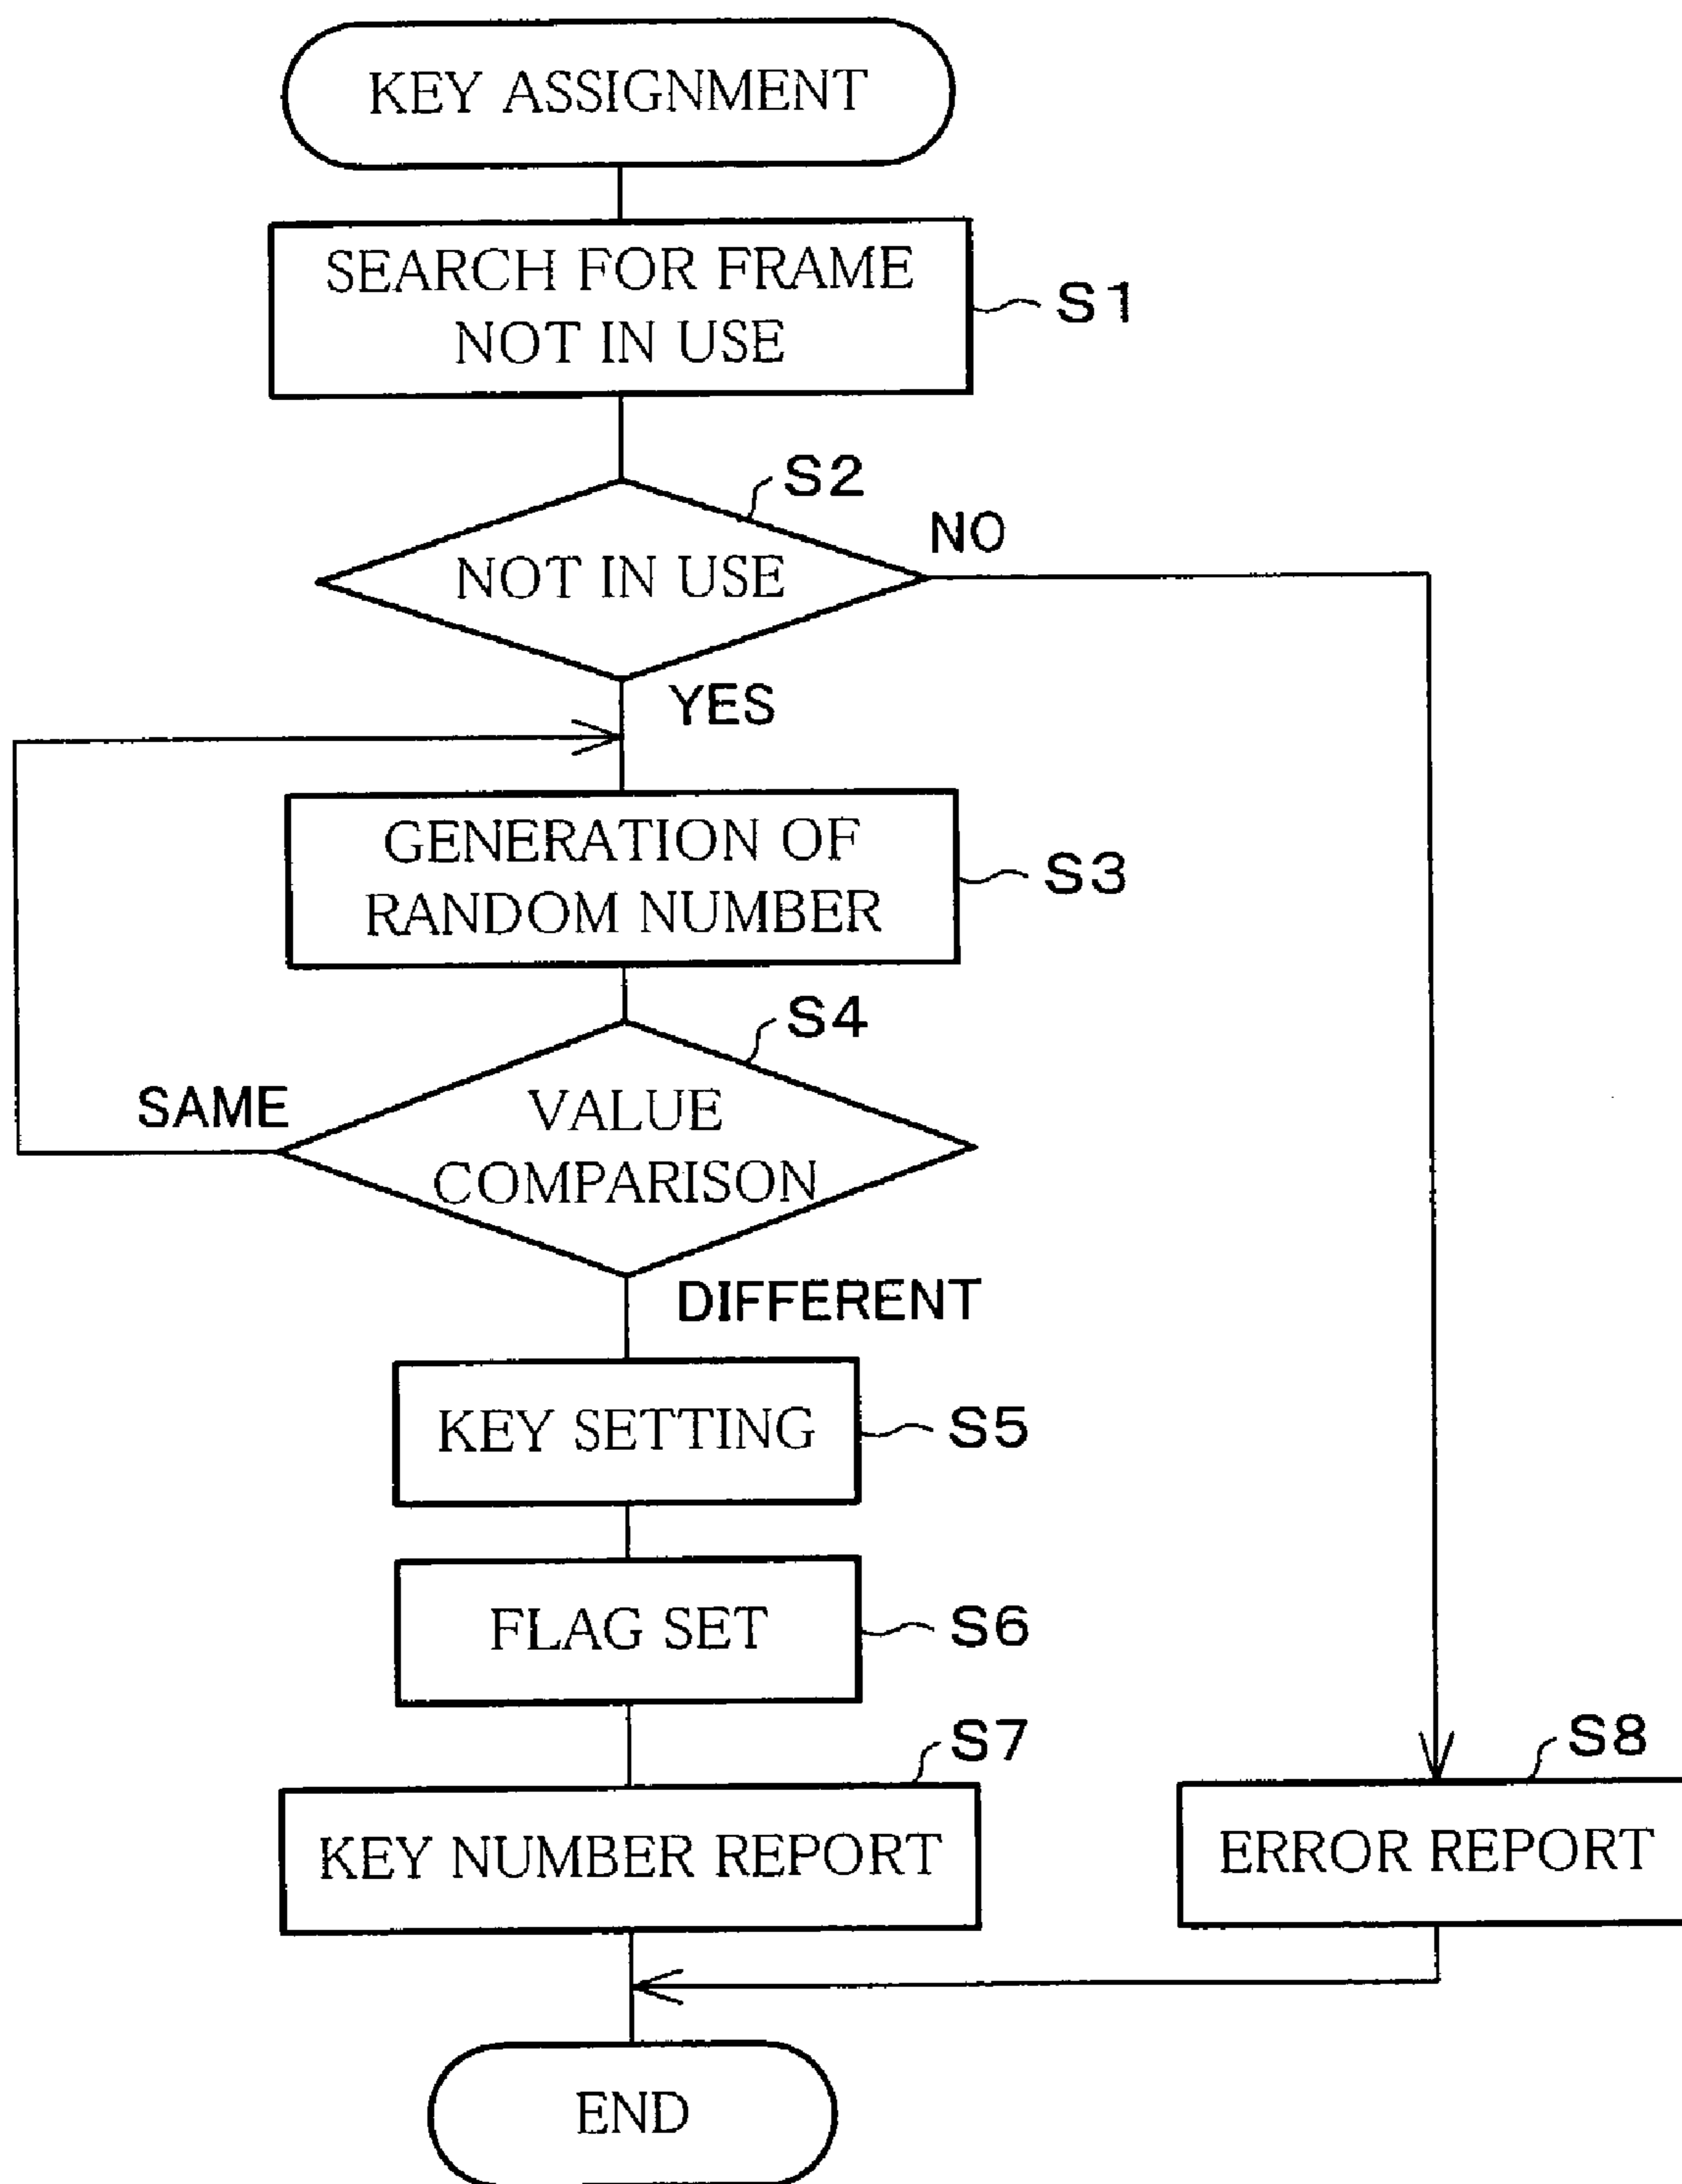 KEY ASSIGNMENT
SEARCH FOR FRAME
NOT IN USE
S1
S2
NOT IN USE
NO
YES
GENERATION OF
RANDOM NUMBER
S3
S4
SAME
VALUE
COMPARISON
DIFFERENT
KEY SETTING
S5
FLAG SET
S6
S7
KEY NUMBER REPORT
S8
ERROR REPORT
END